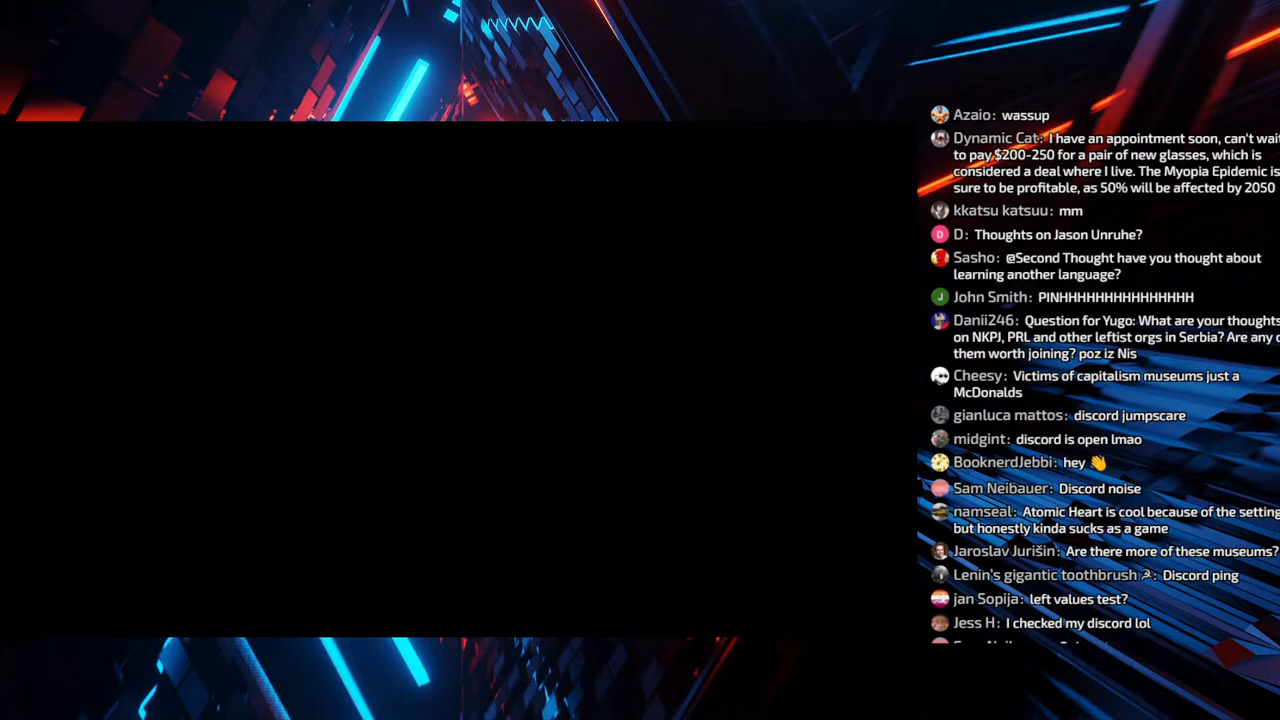 Azaio: wassup
Dynamic Cat: I have an appointment soon, can't wait
to pay $200-250 for a pair of new glasses, which is
considered a deal where I live. The Myopia Epidemic is
sure to be profitable, as 50% will be affected by 2050
kkatsu katsuu: mm
D
D: Thoughts on Jason Unruhe?
Sasho: @Second Thought have you thought about
learning another language?
J
John Smith: PINHHHHHHHHHHHHHHH
Danii246: Question for Yugo: What are your thoughts
on NKPJ, PRL and other leftist orgs in Serbia? Are any
them worth joining? poz iz Nis
Cheesy: Victims of capitalism museums just a
McDonalds
gianluca mattos: discord jumpscare
midgint: discord is open lmao
BooknerdJebbi: hey 👋
Sam Neibauer: Discord noise
namseal: Atomic Heart is cool because of the setting
but honestly kinda sucks as a game
Jaroslav Jurišin: Are there more of these museums?
Lenin's gigantic toothbrush ☭: Discord ping
jan Sopija: left values test?
Jess H: I checked my discord lol